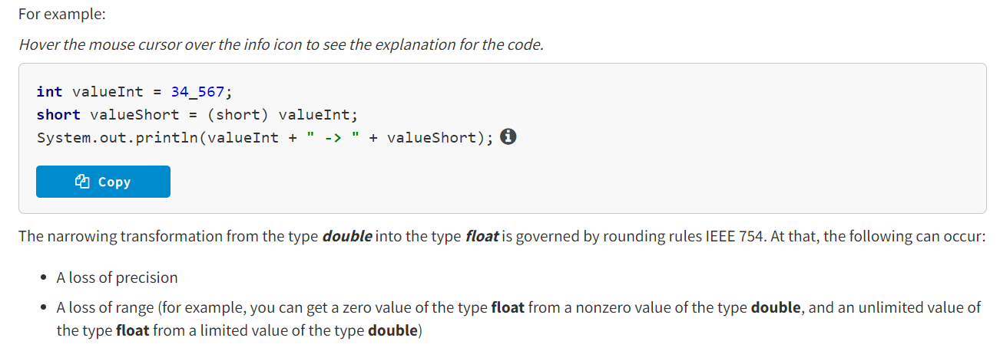 For example:
Hover the mouse cursor over the info icon to see the explanation for the code.
int valueInt = 34_567;
short valueShort = (short) valueInt;
System.out.println(valueInt + " -> " + valueShort);
Copy
The narrowing transformation from the type double into the type float is governed by rounding rules IEEE 754. At that, the following can occur:
• A loss of precision
• A loss of range (for example, you can get a zero value of the type float from a nonzero value of the type double, and an unlimited value of
the type float from a limited value of the type double)